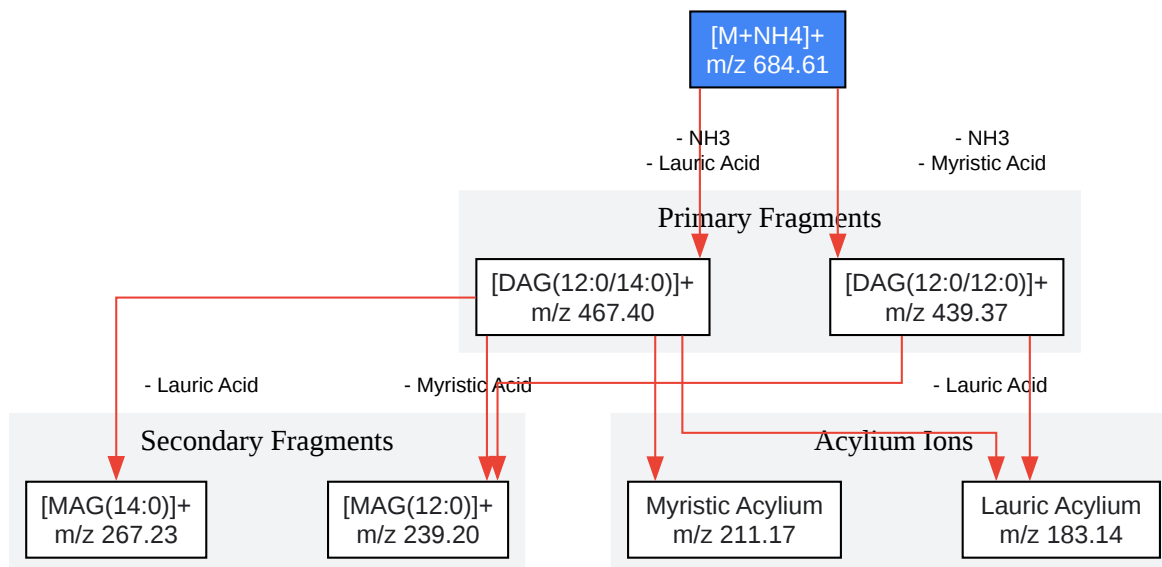 [M+NH4]+
m/z 684.61
- NH3
- Lauric Acid
- NH3
- Myristic Acid
Primary Fragments
[DAG(12:0/14:0)]+
m/z 467.40
[DAG(12:0/12:0)]+
m/z 439.37
- Lauric Acid
- Myristic Acid
- Lauric Acid
Secondary Fragments
Acylium Ions
[MAG(14:0)]+
m/z 267.23
[MAG(12:0)]+
m/z 239.20
Myristic Acylium
m/z 211.17
Lauric Acylium
m/z 183.14